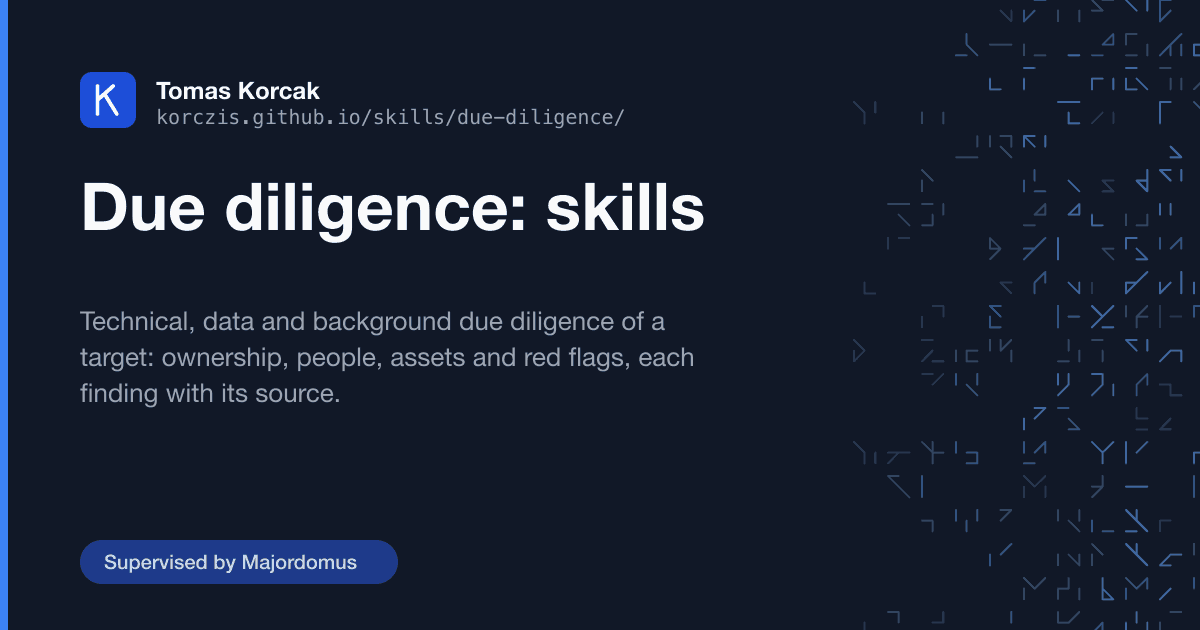 K
Tomas Korcak
korczis.github.io/skills/due-diligence/
Due diligence: skills
Technical, data and background due diligence of a
target: ownership, people, assets and red flags, each
finding with its source.
Supervised by Majordomus